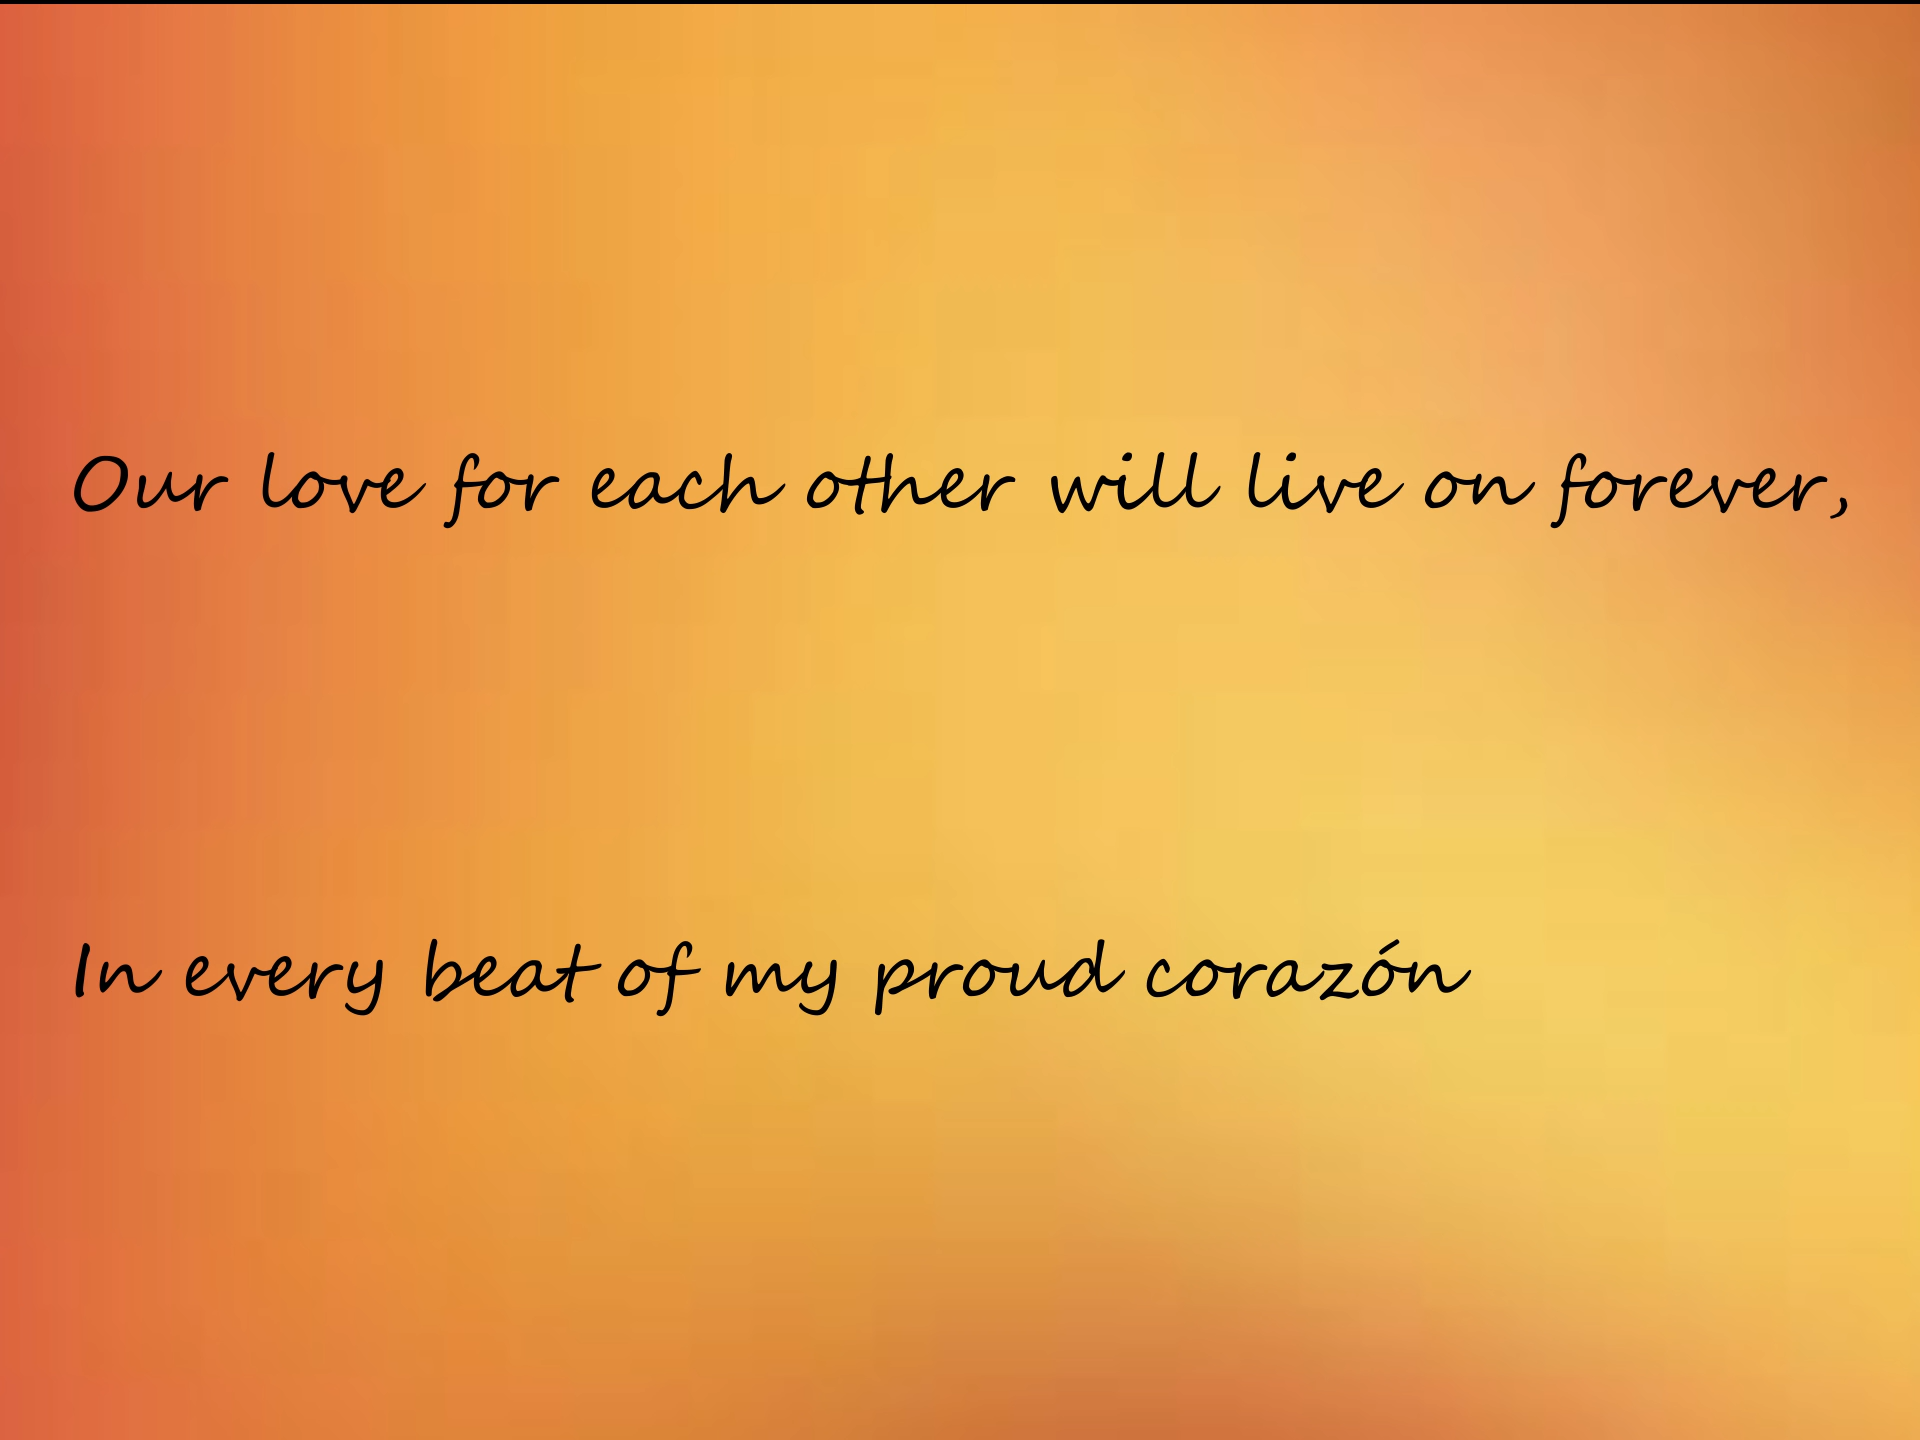 Our love for each other will live on forever,
In every beat of my proud corazón